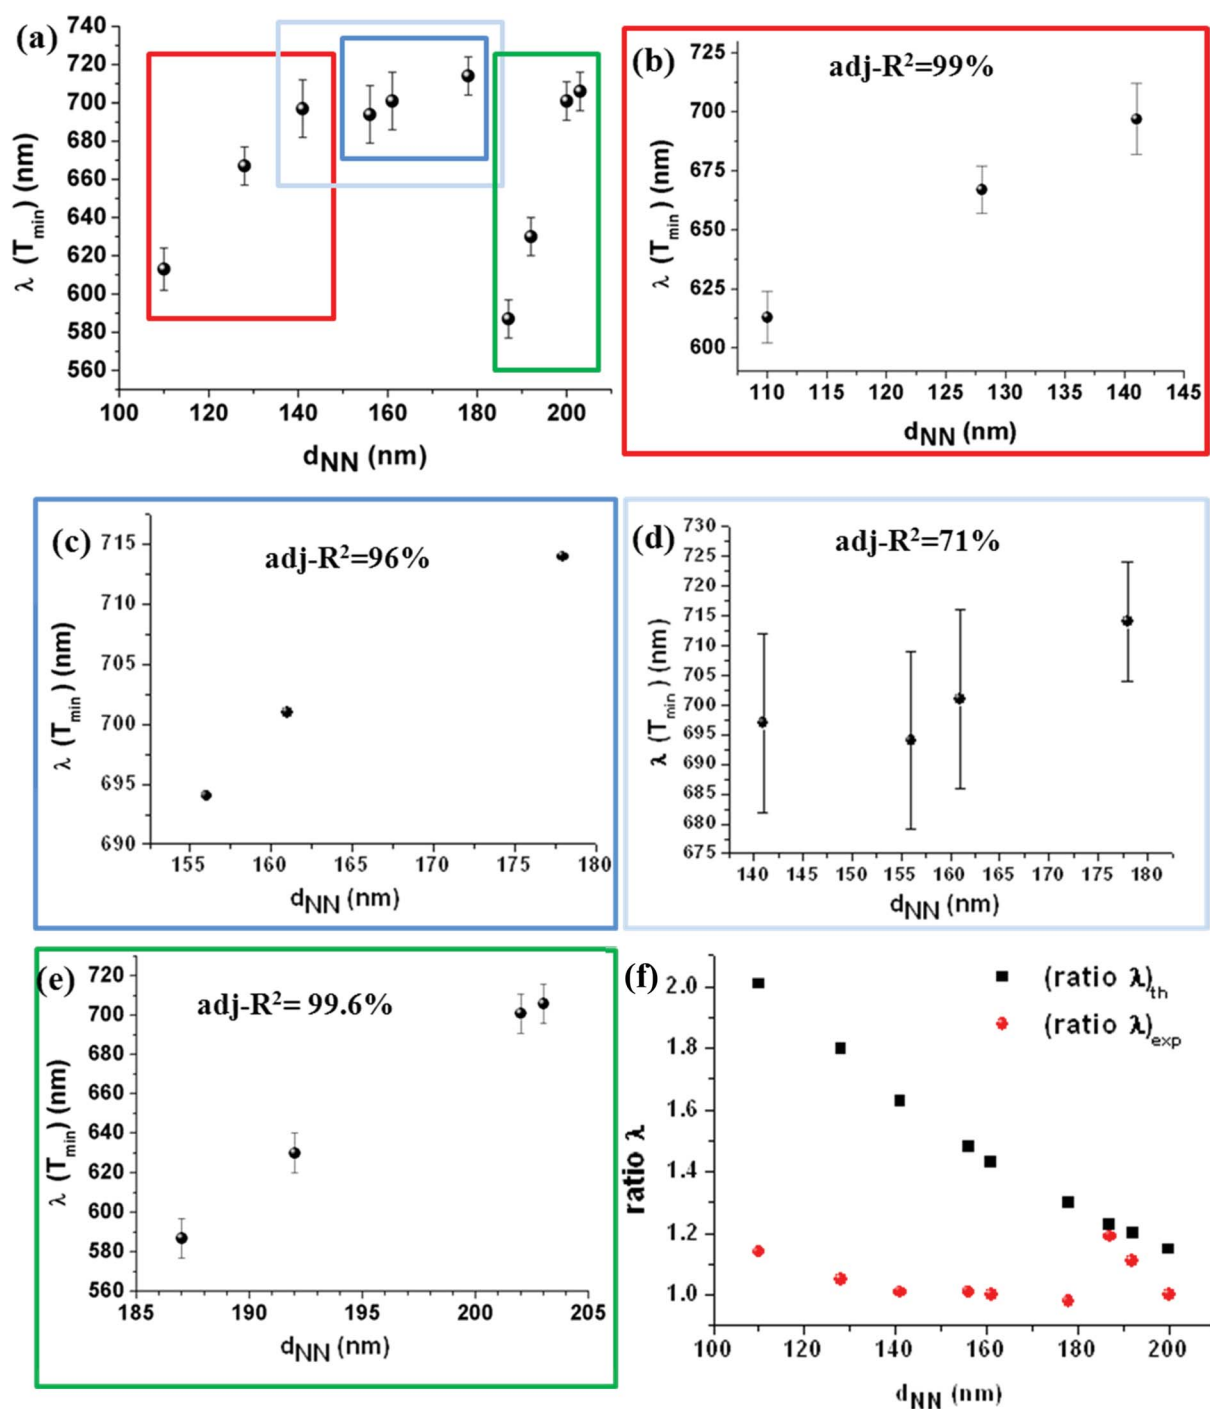 (a)
740
720
700
680
660
640
620
600
580
560
100 120 140 160 180 200
λ (Tmin) (nm)
dNN (nm)
(b)
adj-R²=99%
725
700
675
650
625
600
110 115 120 125 130 135 140 145
λ (Tmin) (nm)
dNN (nm)
(c)
adj-R²=96%
715
710
705
700
695
690
155 160 165 170 175 180
λ (Tmin) (nm)
dNN (nm)
(d)
adj-R²=71%
730
725
720
715
710
705
700
695
690
685
680
675
140 145 150 155 160 165 170 175 180
λ (Tmin) (nm)
dNN (nm)
(e)
adj-R²= 99.6%
720
700
680
660
640
620
600
580
560
185 190 195 200 205
λ (Tmin) (nm)
dNN (nm)
(f)
(ratio λ)th
(ratio λ)exp
2.0
1.8
1.6
1.4
1.2
1.0
100 120 140 160 180 200
ratio λ
dNN (nm)